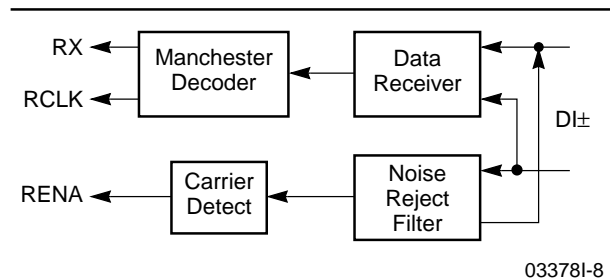 RX
RCLK
Manchester
Decoder
Data
Receiver
DI±
RENA
Carrier
Detect
Noise
Reject
Filter
03378I-8